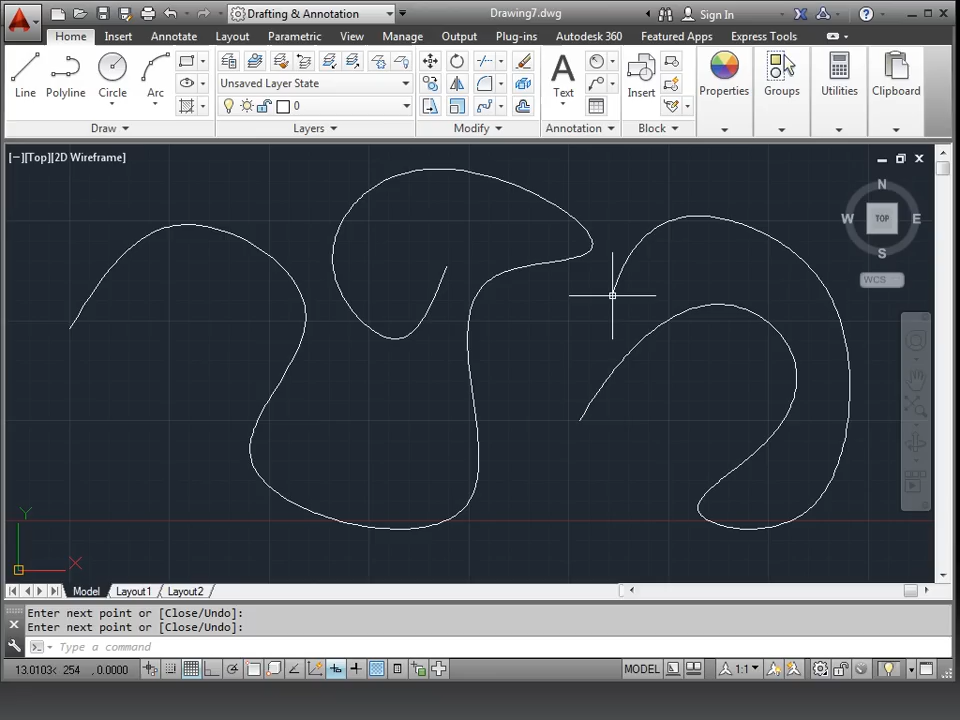 Drafting & Annotation
Drawing7.dwg
Sign In
Home Insert Annotate Layout Parametric View Manage Output Plug-ins Autodesk 360 Featured Apps Express Tools
Line Polyline Circle Arc
Unsaved Layer State
0
Text
Insert
Properties Groups Utilities Clipboard
Draw Layers Modify Annotation Block
[−][Top][2D Wireframe]
N
W TOP E
S
WCS
Y
X
Model Layout1 Layout2
Enter next point or [Close/Undo]:
Enter next point or [Close/Undo]:
Type a command
13.0103< 254 , 0.0000
MODEL
1:1